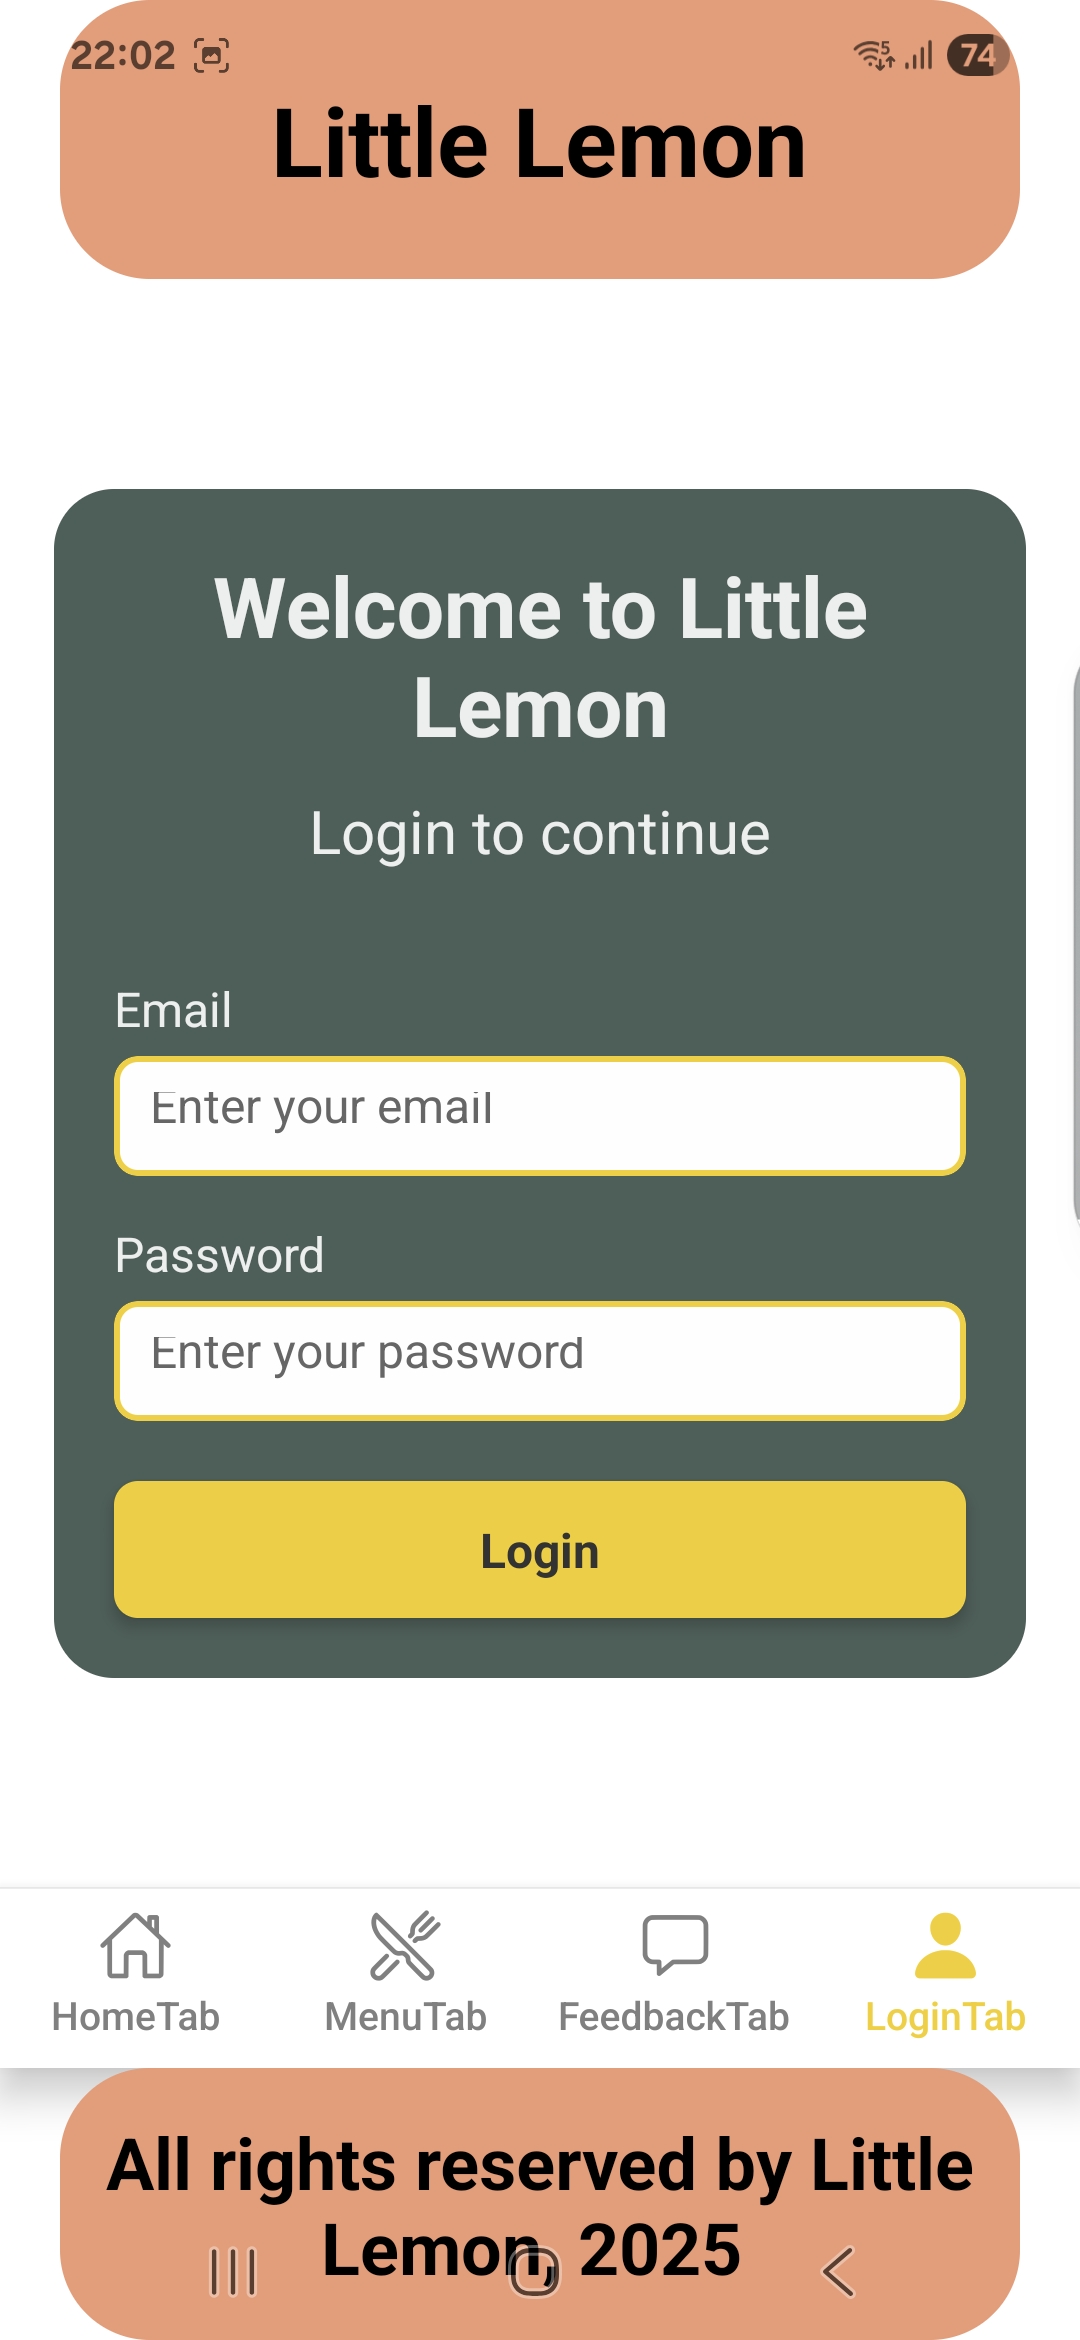 22:02 5 74
Little Lemon
Welcome to Little
Lemon
Login to continue
Email
Enter your email
Password
Enter your password
Login
HomeTab MenuTab FeedbackTab LoginTab
All rights reserved by Little
Lemon, 2025